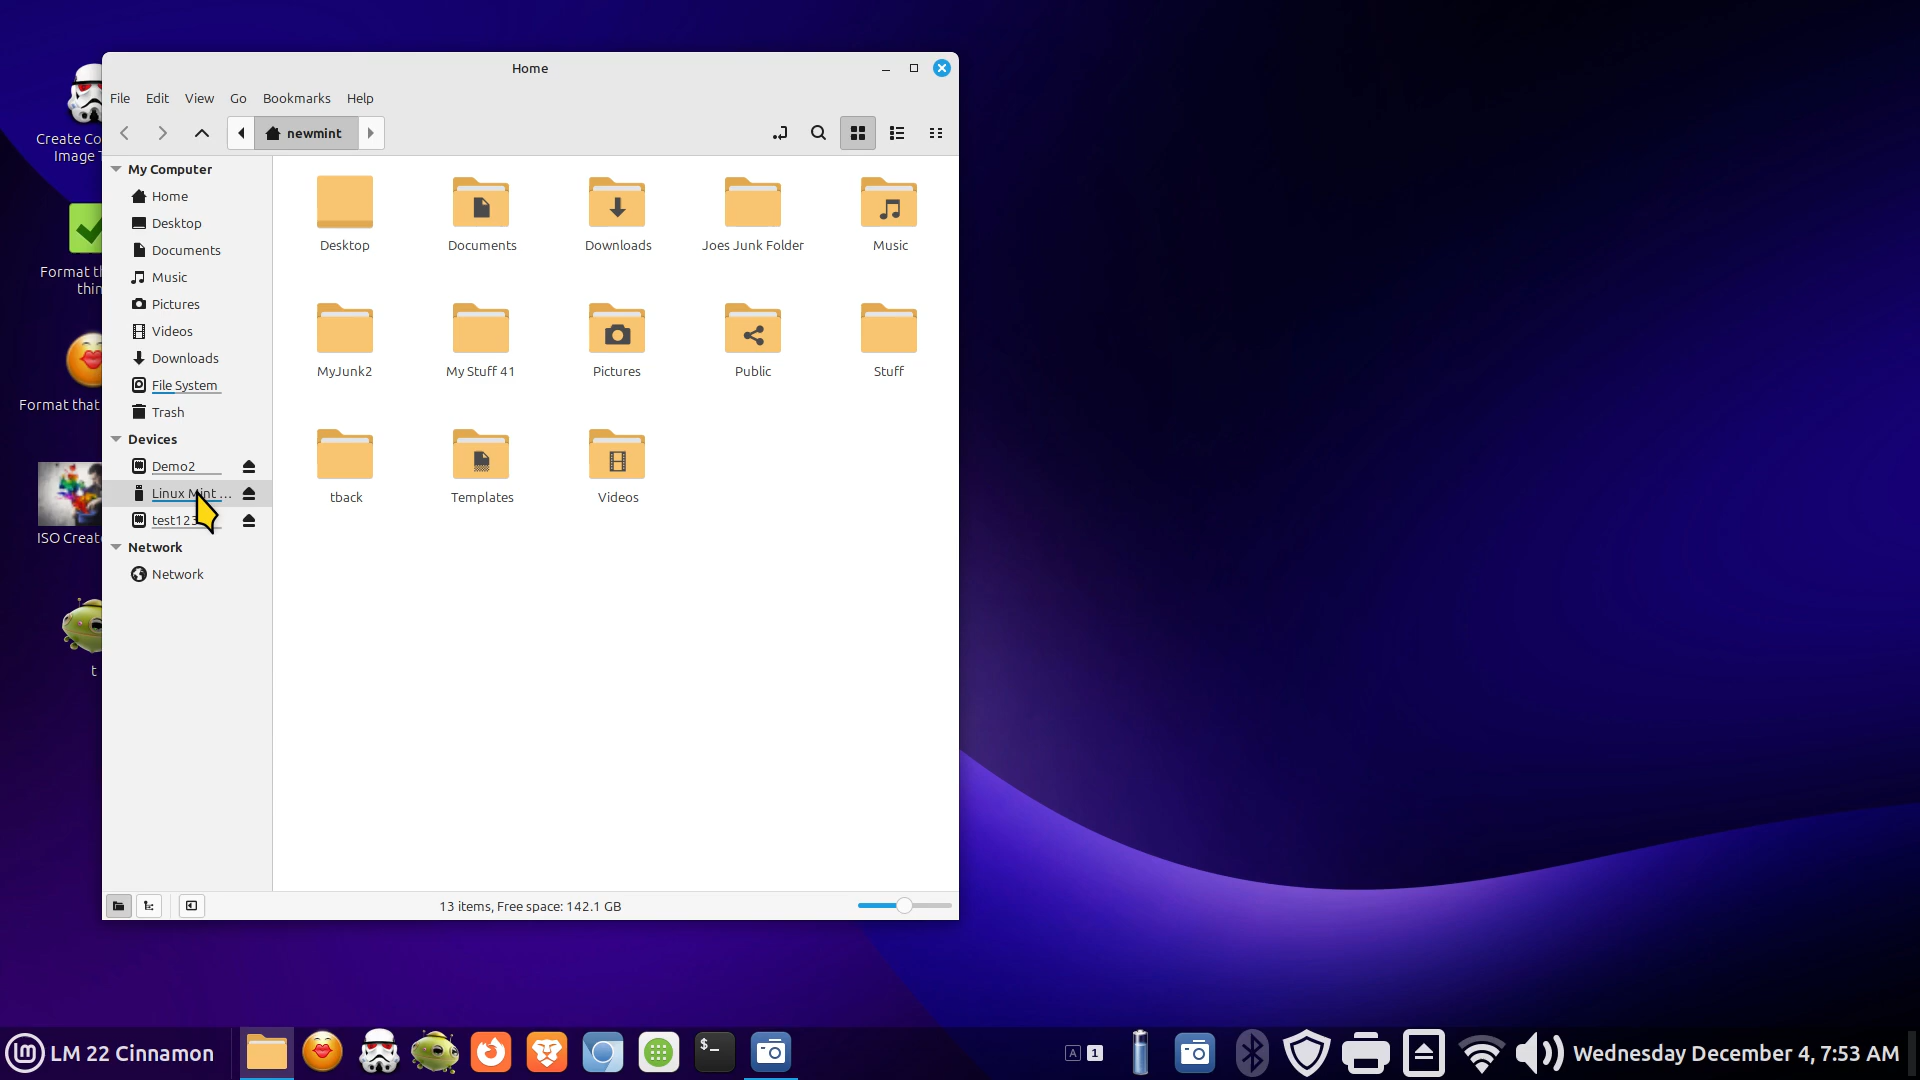 Home
File Edit View Go Bookmarks Help
newmint
My Computer
Home
Desktop
Documents
Music
Pictures
Videos
Downloads
File System
Trash
Devices
Demo2
Linux Mint ...
test123
Network
Network
Desktop Documents Downloads Joes Junk Folder Music
MyJunk2 My Stuff 41 Pictures Public Stuff
tback Templates Videos
13 items, Free space: 142.1 GB
Create Co
Image T
Format th
thin
Format that
ISO Create
t
LM 22 Cinnamon
$_
A 1
Wednesday December 4, 7:53 AM